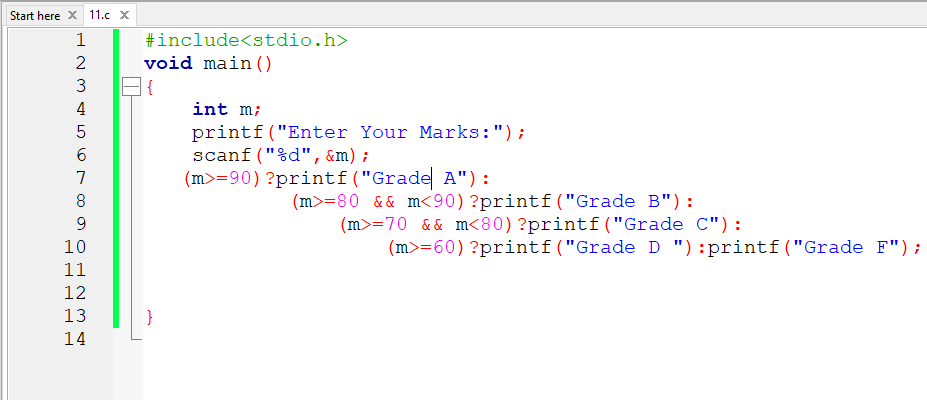 Start here X 11.c X
1 #include<stdio.h>
2 void main()
3 {
4 int m;
5 printf("Enter Your Marks:");
6 scanf("%d",&m);
7 (m>=90)?printf("Grade A"):
8 (m>=80 && m<90)?printf("Grade B"):
9 (m>=70 && m<80)?printf("Grade C"):
10 (m>=60)?printf("Grade D "):printf("Grade F");
11
12
13 }
14